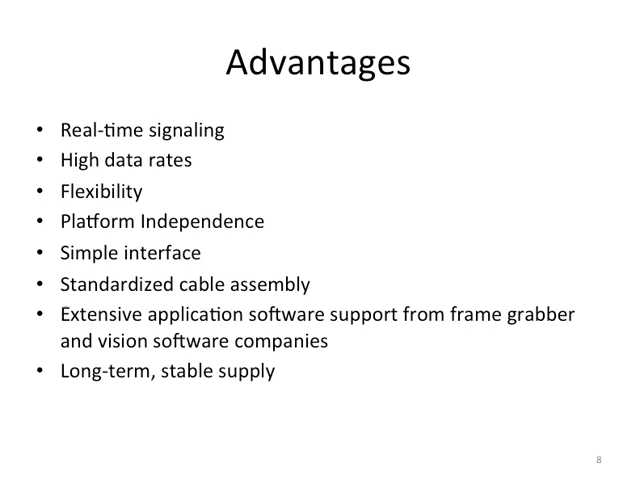 Advantages
• Real-time signaling
• High data rates
• Flexibility
• Platform Independence
• Simple interface
• Standardized cable assembly
• Extensive application software support from frame grabber
and vision software companies
• Long-term, stable supply
8